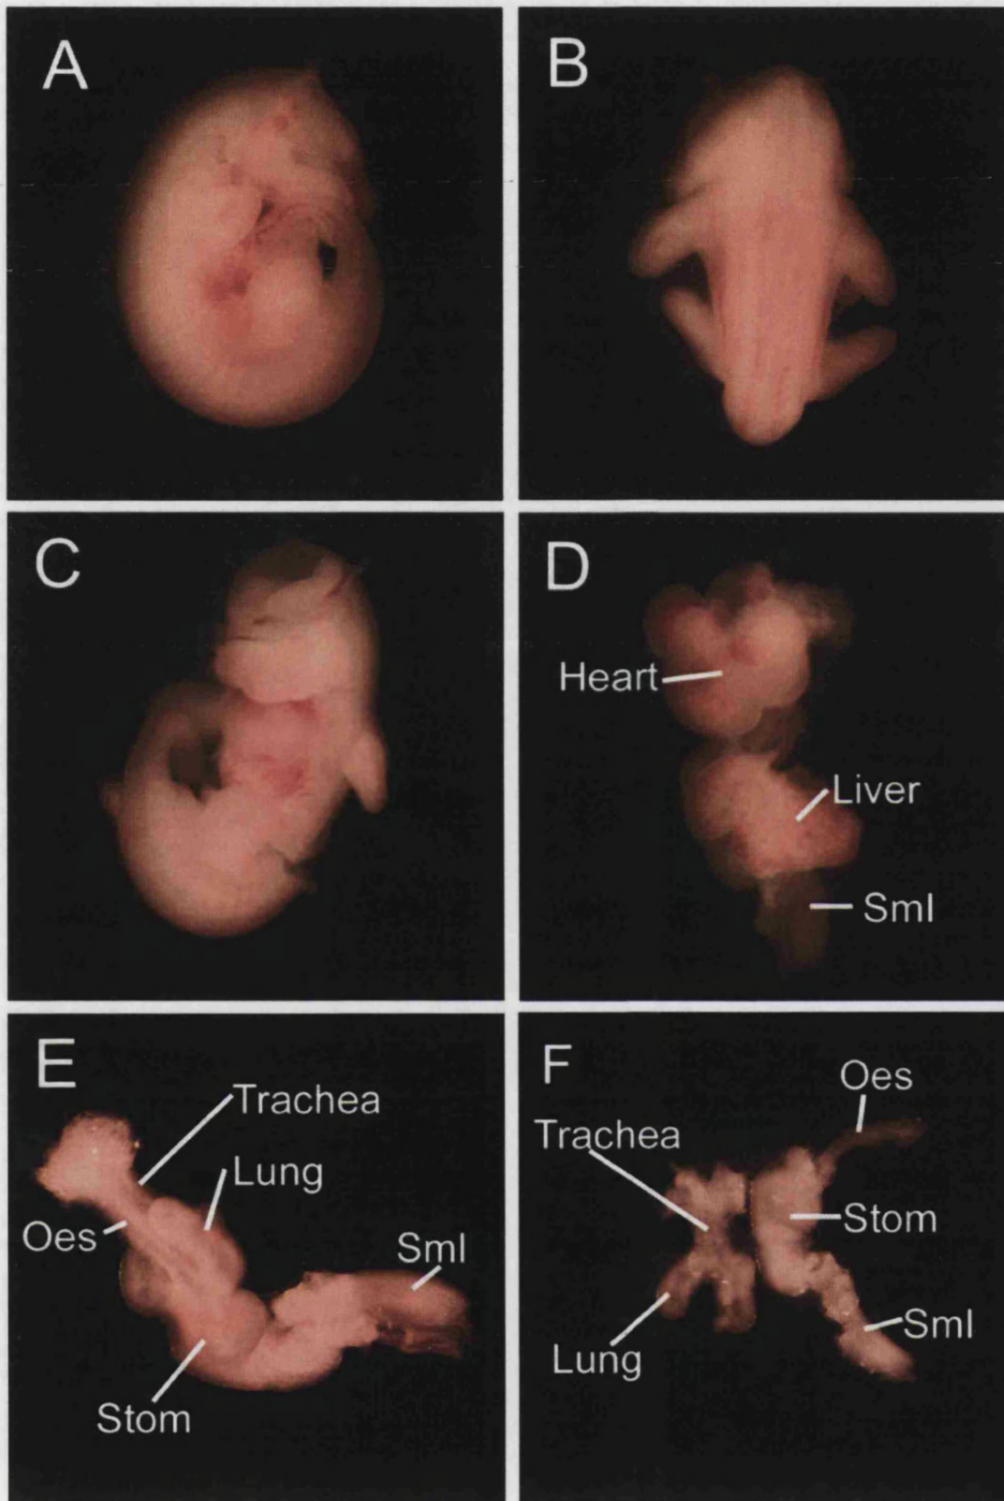 A
B
C
D
Heart
Liver
Sml
E
Trachea
Lung
Oes
Sml
Stom
F
Oes
Trachea
Stom
Sml
Lung